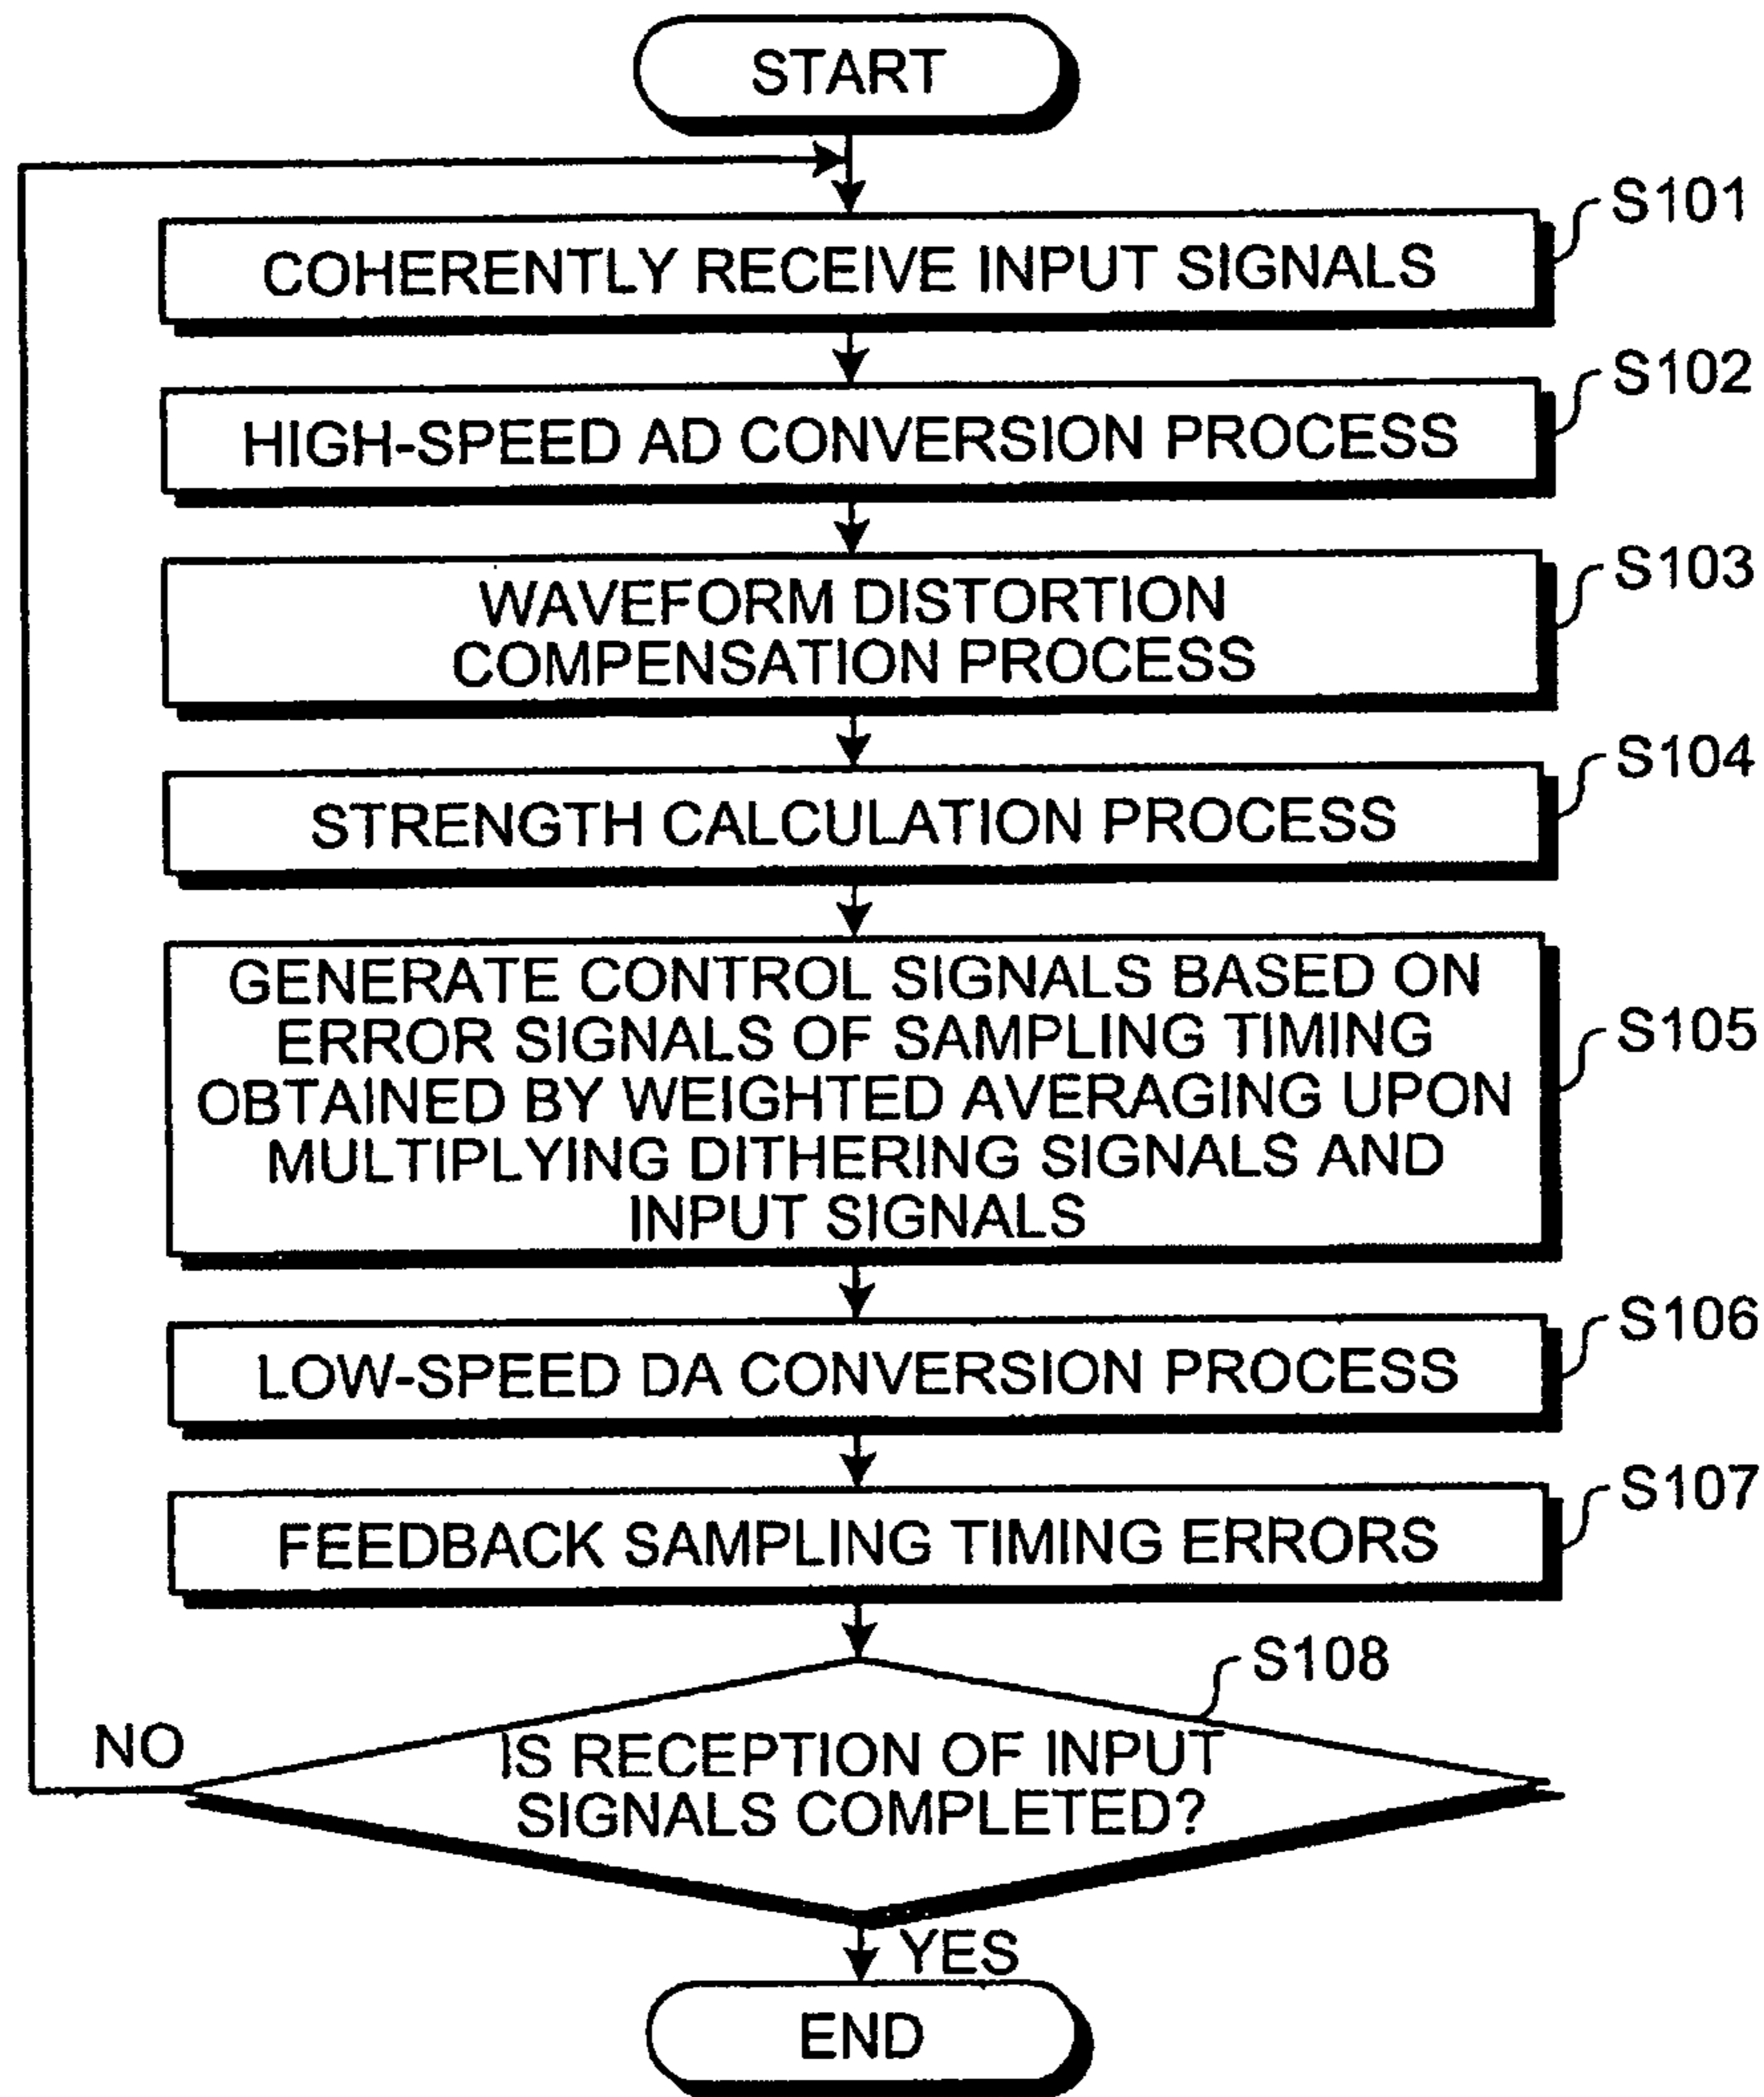 START
S101
COHERENTLY RECEIVE INPUT SIGNALS
S102
HIGH-SPEED AD CONVERSION PROCESS
S103
WAVEFORM DISTORTION
COMPENSATION PROCESS
S104
STRENGTH CALCULATION PROCESS
S105
GENERATE CONTROL SIGNALS BASED ON
ERROR SIGNALS OF SAMPLING TIMING
OBTAINED BY WEIGHTED AVERAGING UPON
MULTIPLYING DITHERING SIGNALS AND
INPUT SIGNALS
S106
LOW-SPEED DA CONVERSION PROCESS
S107
FEEDBACK SAMPLING TIMING ERRORS
S108
NO
IS RECEPTION OF INPUT
SIGNALS COMPLETED?
YES
END